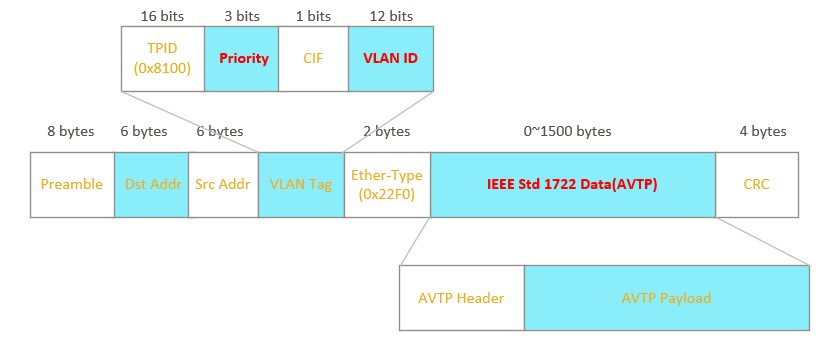 16 bits 3 bits 1 bits 12 bits
TPID
(0x8100)
Priority
CIF
VLAN ID
8 bytes 6 bytes 6 bytes 2 bytes 0~1500 bytes 4 bytes
Preamble
Dst Addr
Src Addr
VLAN Tag
Ether-Type
(0x22F0)
IEEE Std 1722 Data(AVTP)
CRC
AVTP Header
AVTP Payload